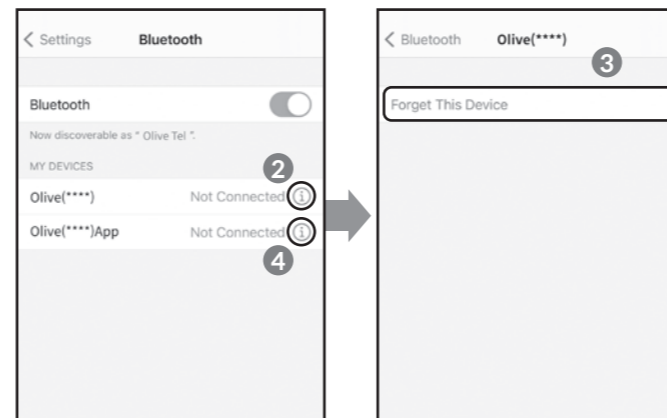 Settings Bluetooth
Bluetooth
Now discoverable as " Olive Tel ".
MY DEVICES
2
Olive(****) Not Connected
Olive(****)App Not Connected
4
Bluetooth Olive(****)
3
Forget This Device